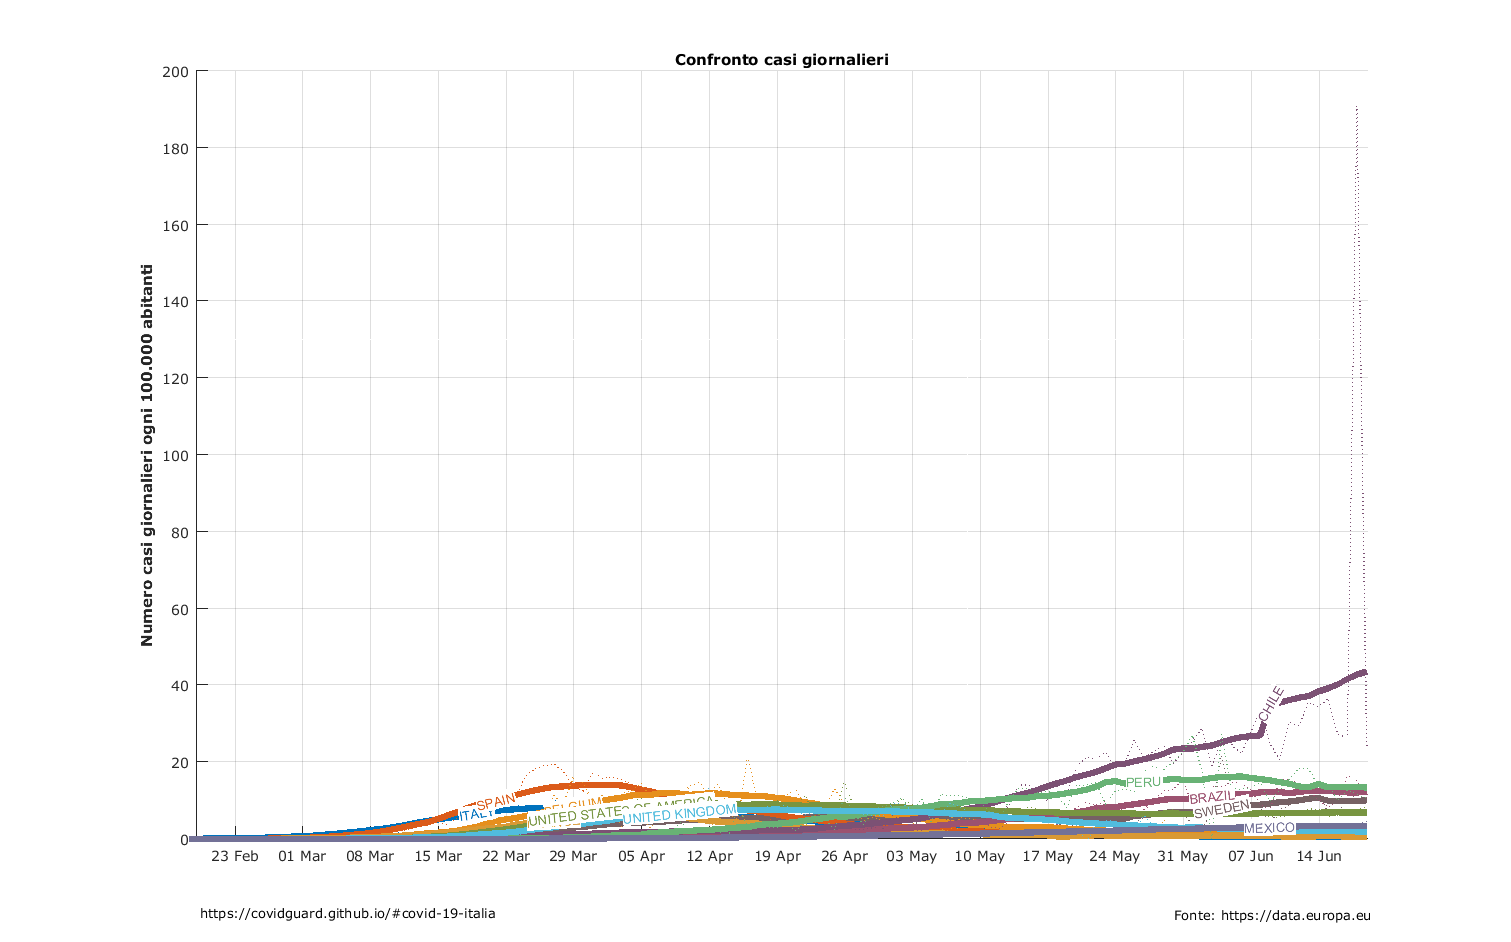 Confronto casi giornalieri
Numero casi giornalieri ogni 100.000 abitanti
200
180
160
140
120
100
80
60
40
20
0
CHILE
PERU
BRAZIL
SWEDEN
MEXICO
SPAIN
UNITED STATES OF AMERICA
UNITED KINGDOM
23 Feb 01 Mar 08 Mar 15 Mar 22 Mar 29 Mar 05 Apr 12 Apr 19 Apr 26 Apr 03 May 10 May 17 May 24 May 31 May 07 Jun 14 Jun
https://covidguard.github.io/#covid-19-italia
Fonte: https://data.europa.eu